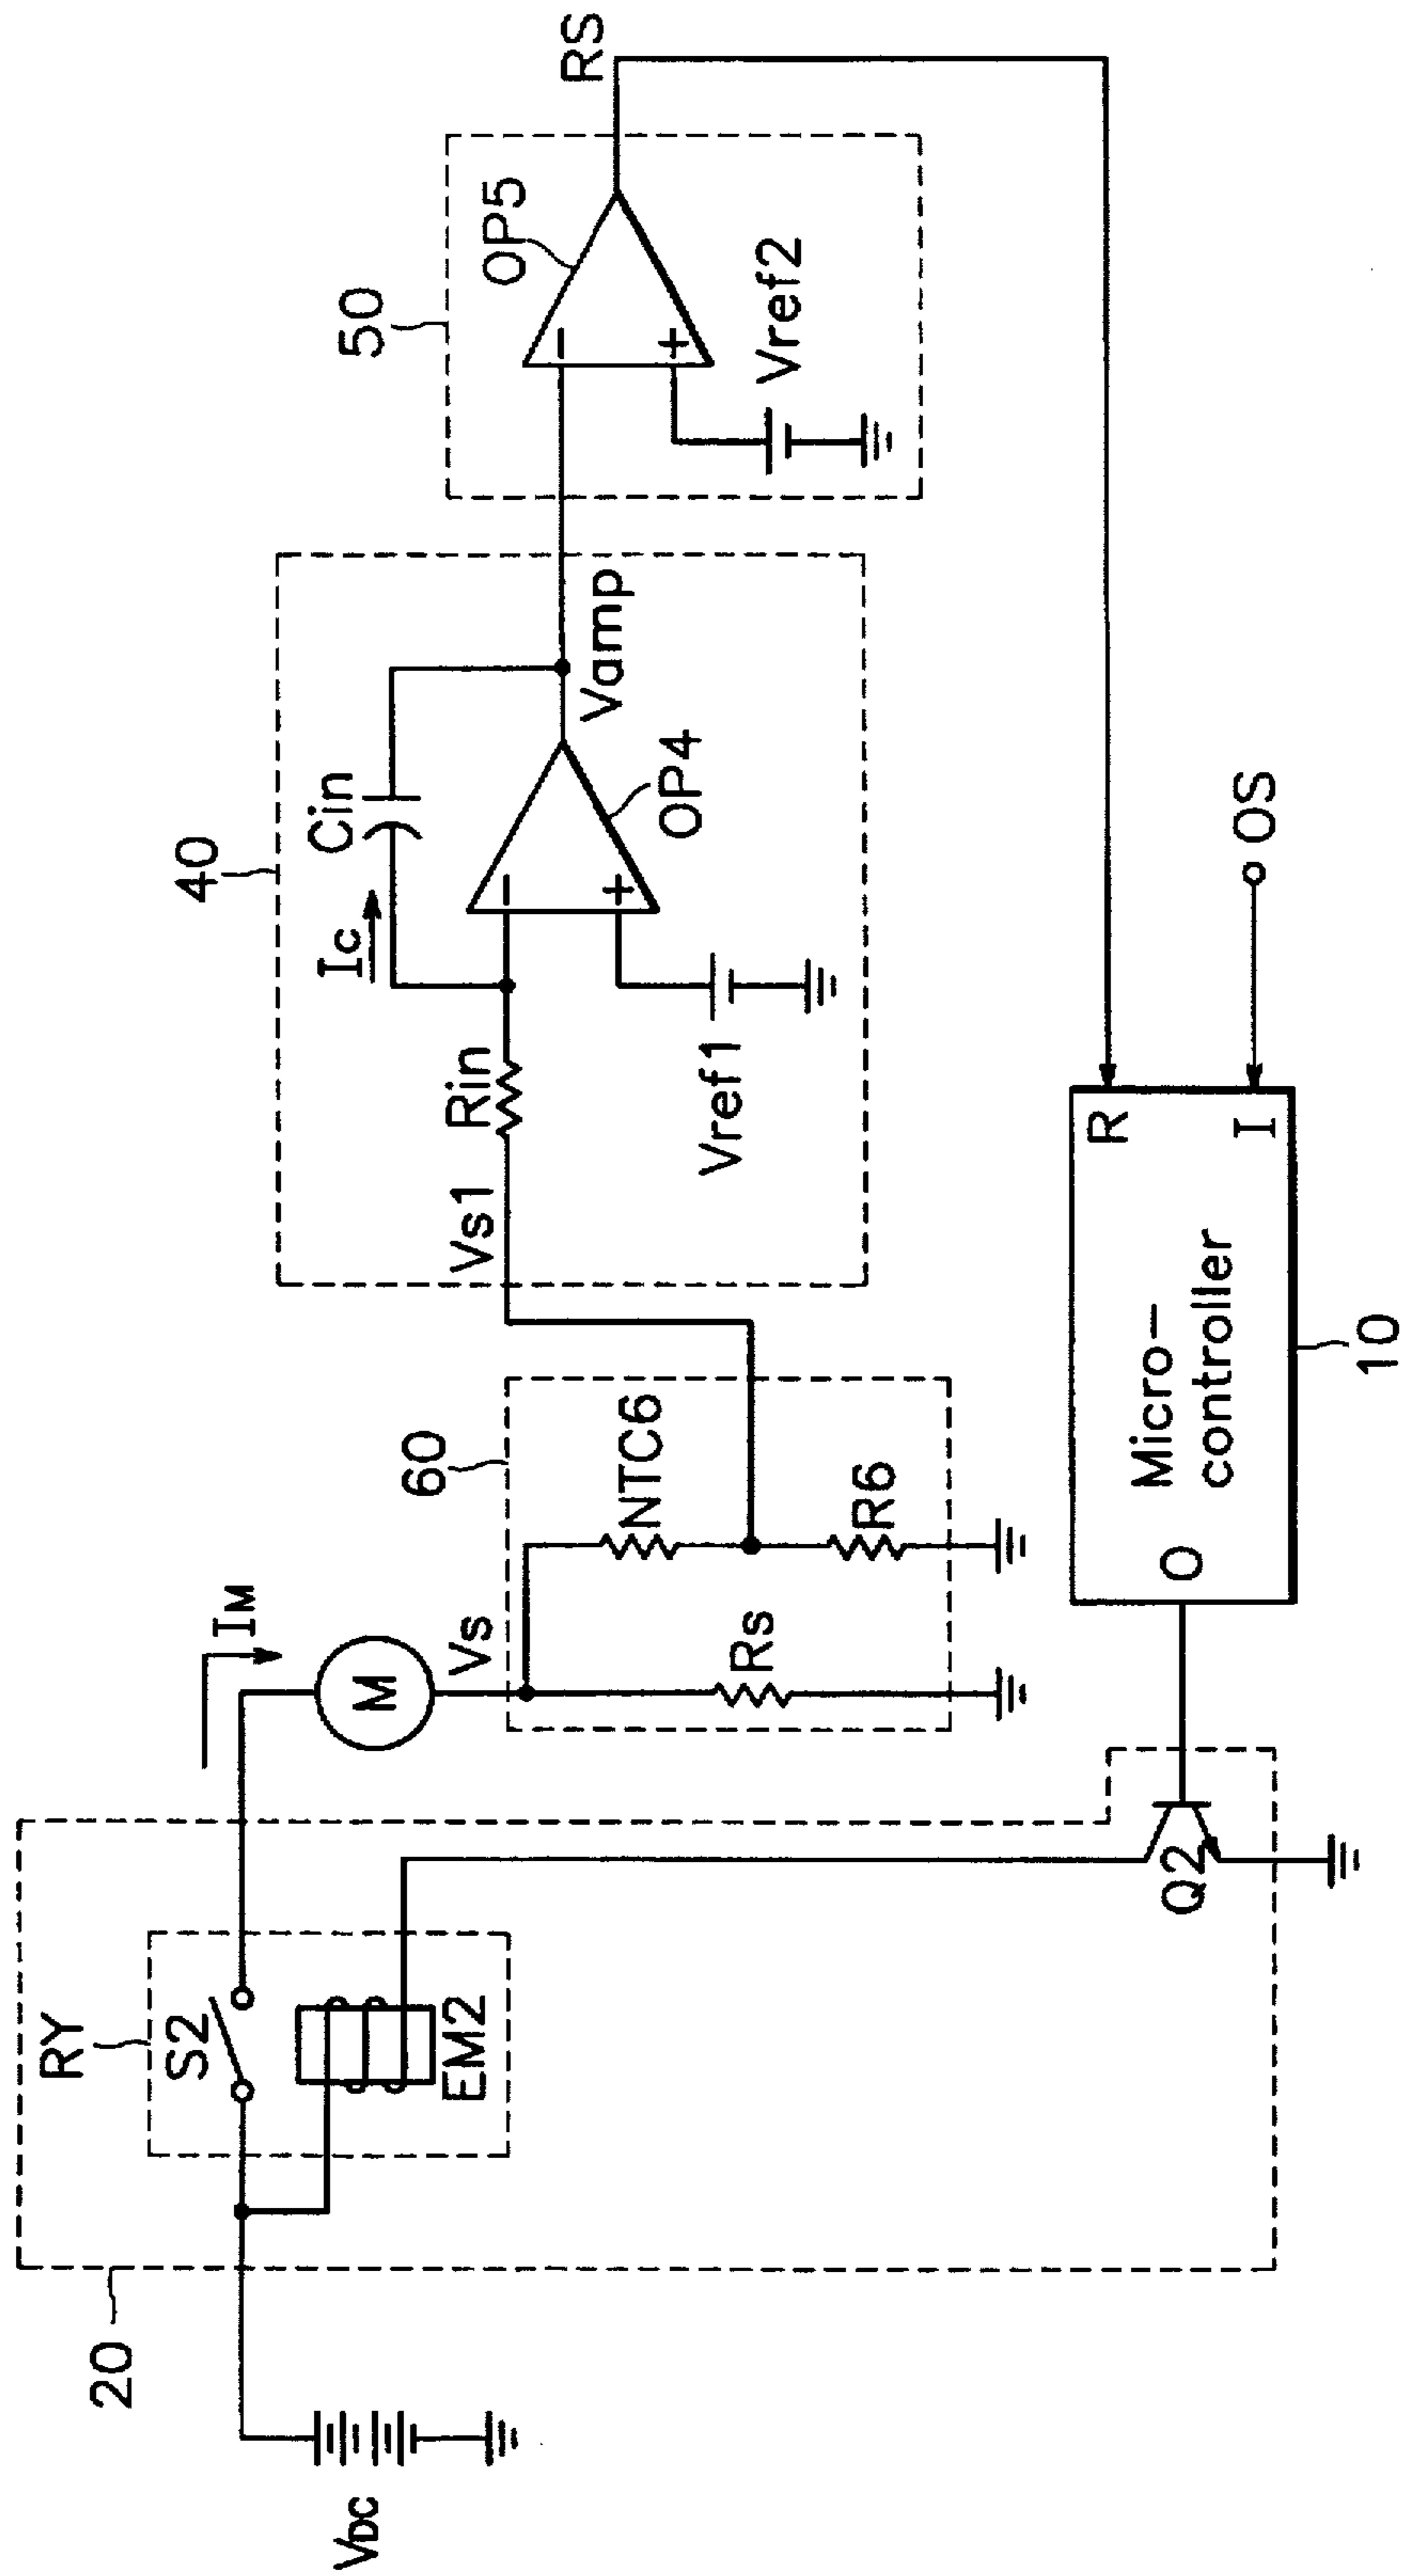 RS
50
OP5
−
+
Vref2
40
Cin
Ic
−
+
Vamp
OP4
Rin
Vs1
Vref1
60
NTC6
R6
Rs
Vs
IM
M
RY
S2
EM2
Q2
20
VDC
R
I
O
OS
Micro-
controller
10